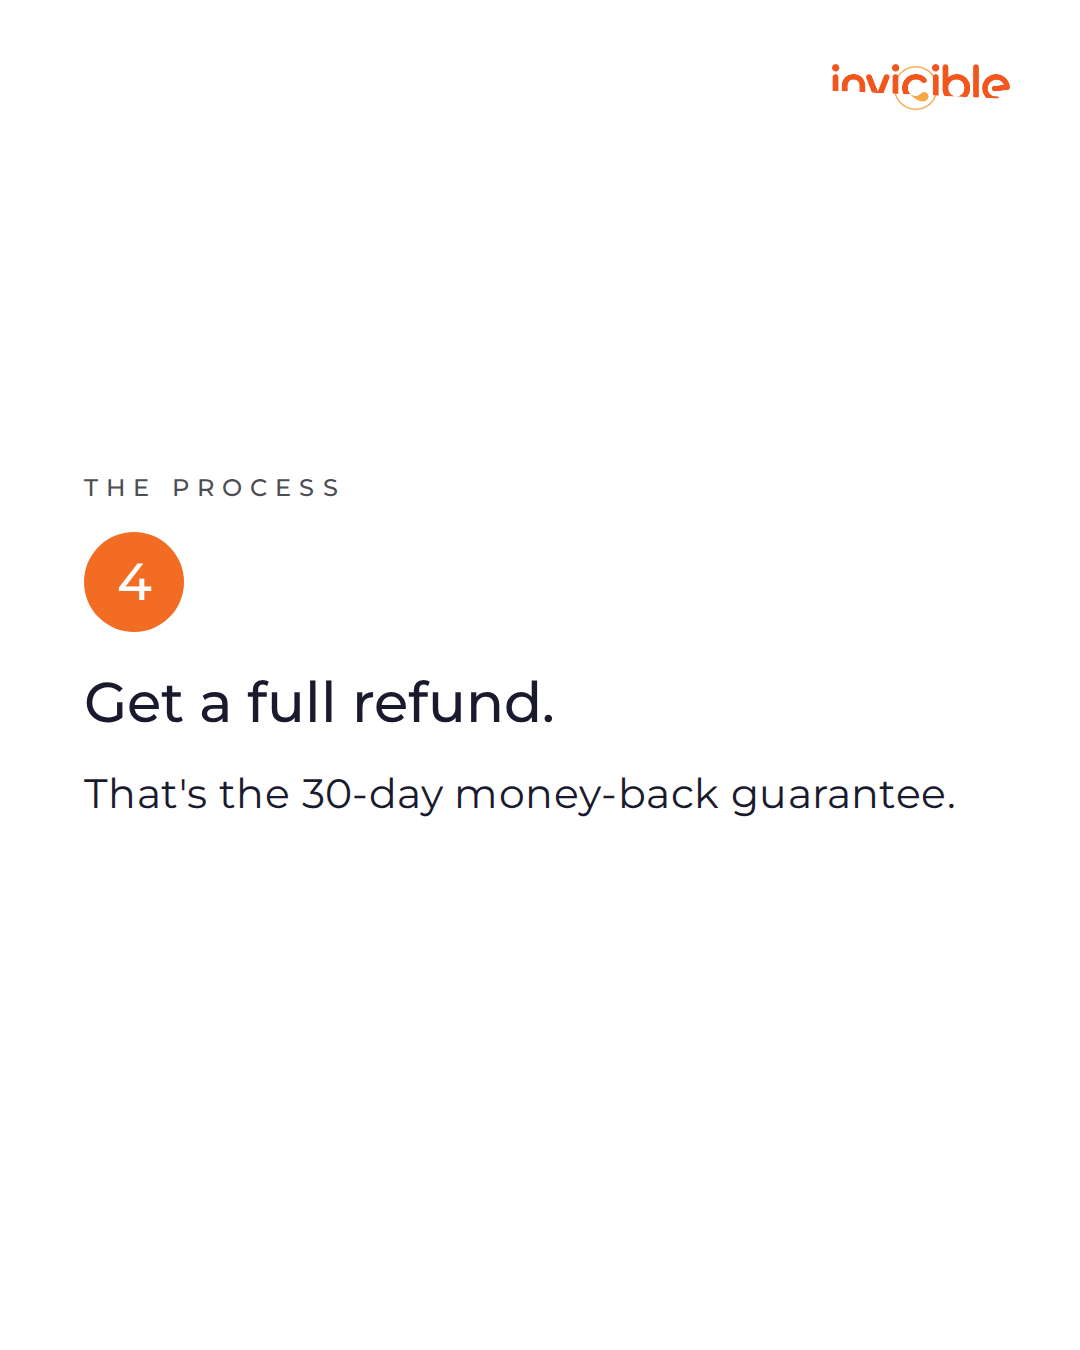 invicible
THE PROCESS
4
Get a full refund.
That's the 30-day money-back guarantee.